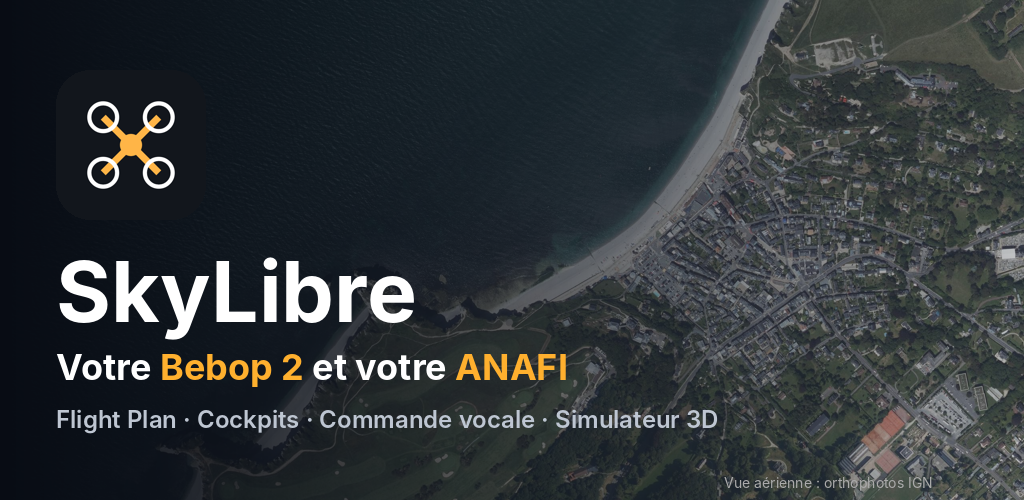 SkyLibre
Votre Bebop 2 et votre ANAFI
Flight Plan · Cockpits · Commande vocale · Simulateur 3D
Vue aérienne : orthophotos IGN